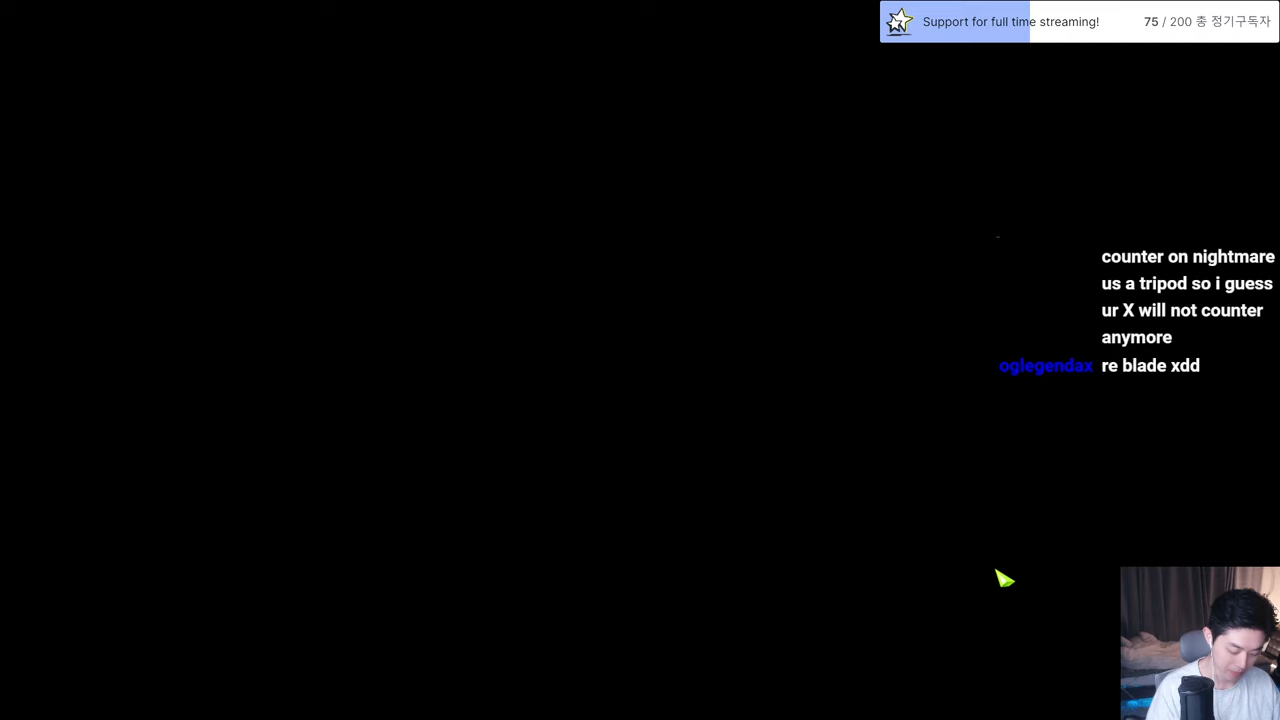 Support for full time streaming! 75 / 200 총 정기구독자
counter on nightmare
us a tripod so i guess
ur X will not counter
anymore
oglegendax re blade xdd